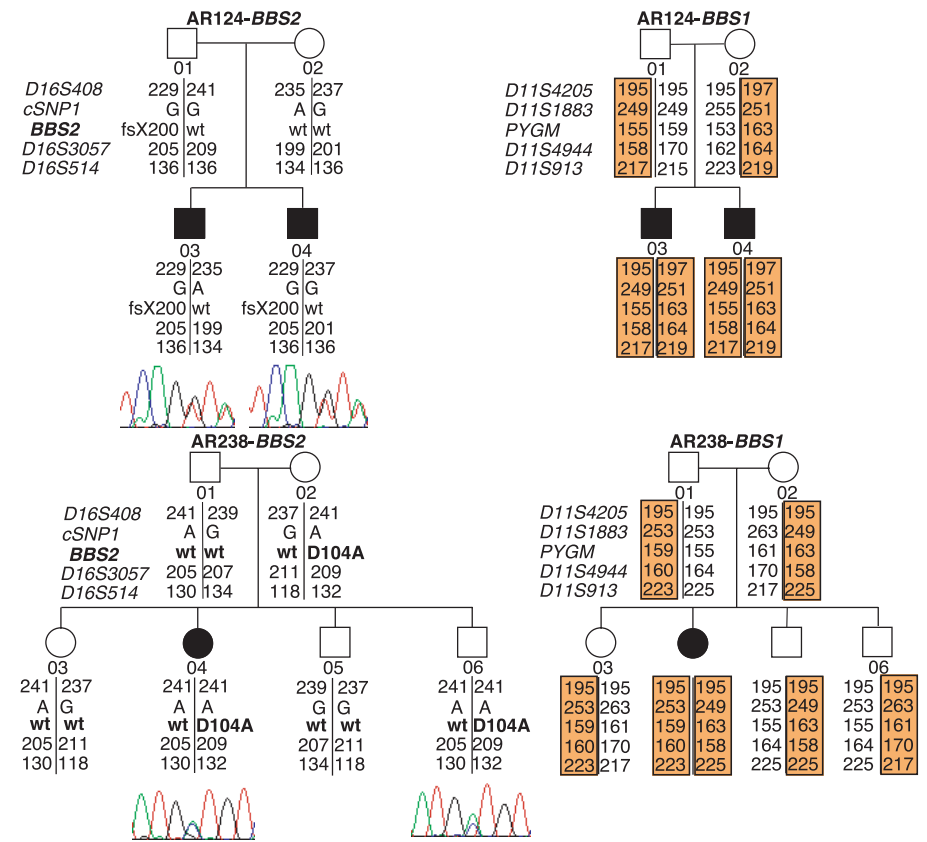 AR124-BBS2
01 02
D16S408 229 241 235 237
cSNP1 G G A G
BBS2 fsX200 wt wt wt
D16S3057 205 209 199 201
D16S514 136 136 134 136
03 04
229 235 229 237
G A G G
fsX200 wt fsX200 wt
205 199 205 201
136 134 136 136
AR124-BBS1
01 02
D11S4205 195 195 195 197
D11S1883 249 249 255 251
PYGM 155 159 153 163
D11S4944 158 170 162 164
D11S913 217 215 223 219
03 04
195 197 195 197
249 251 249 251
155 163 155 163
158 164 158 164
217 219 217 219
AR238-BBS2
01 02
D16S408 241 239 237 241
cSNP1 A G G A
BBS2 wt wt wt D104A
D16S3057 205 207 211 209
D16S514 130 134 118 132
03 04 05 06
241 237 241 241 239 237 241 241
A G A A G G A A
wt wt wt D104A wt wt wt D104A
205 211 205 209 207 211 205 209
130 118 130 132 134 118 130 132
AR238-BBS1
01 02
D11S4205 195 195 195 195
D11S1883 253 253 263 249
PYGM 159 155 161 163
D11S4944 160 164 170 158
D11S913 223 225 217 225
03 06
195 195 195 195 195 195 195 195
253 263 253 249 253 249 253 263
159 161 159 163 155 163 155 161
160 170 160 158 164 158 164 170
223 217 223 225 225 225 225 217